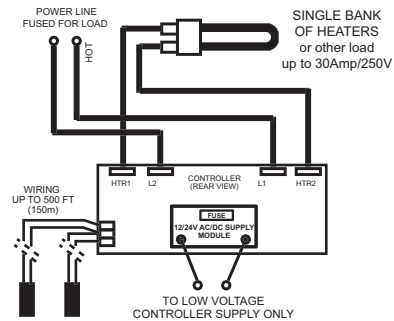 POWER LINE
FUSED FOR LOAD
HOT
SINGLE BANK
OF HEATERS
or other load
up to 30Amp/250V
HTR1
L2
CONTROLLER
(REAR VIEW)
L1
HTR2
WIRING
UP TO 500 FT
(150m)
FUSE
12/24V AC/DC SUPPLY
MODULE
TO LOW VOLTAGE
CONTROLLER SUPPLY ONLY